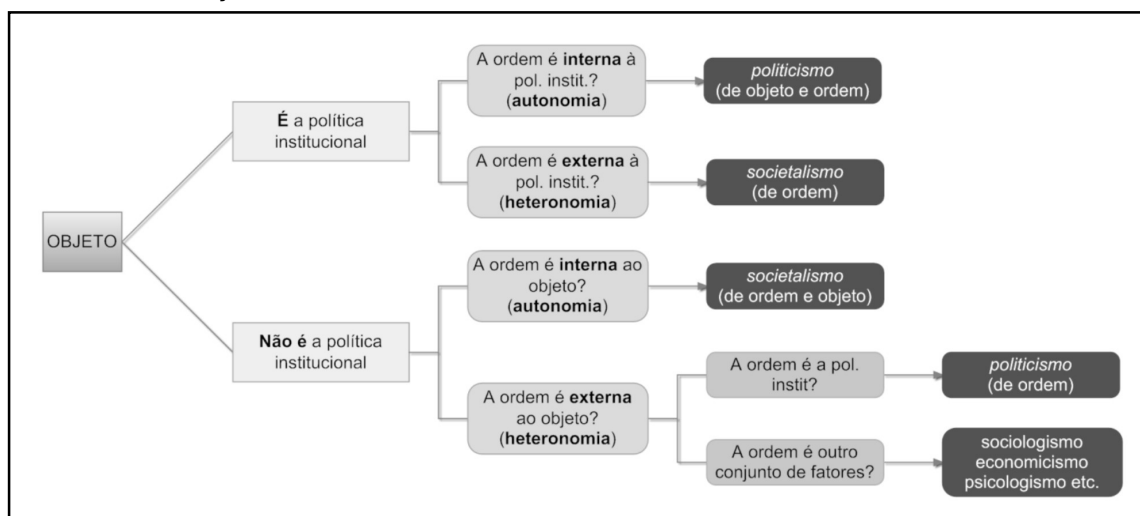 OBJETO
É a política
institucional
A ordem é interna à
pol. instit.?
(autonomia)
politicismo
(de objeto e ordem)
A ordem é externa à
pol. instit.?
(heteronomia)
societalismo
(de ordem)
Não é a política
institucional
A ordem é interna ao
objeto?
(autonomia)
societalismo
(de ordem e objeto)
A ordem é externa
ao objeto?
(heteronomia)
A ordem é a pol.
instit?
politicismo
(de ordem)
A ordem é outro
conjunto de fatores?
sociologismo
economicismo
psicologismo etc.